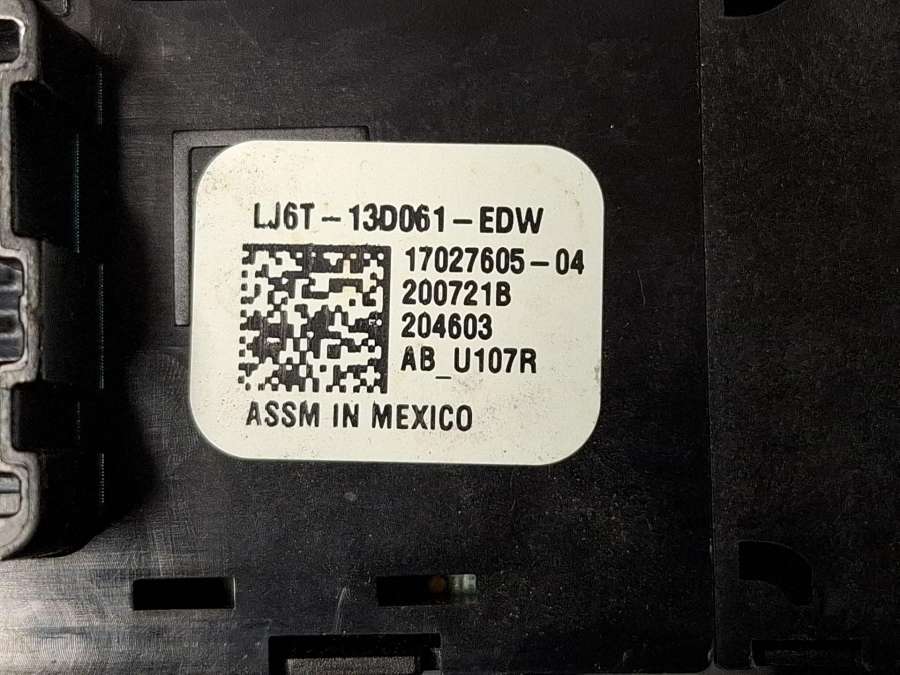 LJ6T-13D061-EDW
17027605-04
200721B
204603
AB_U107R
ASSM IN MEXICO